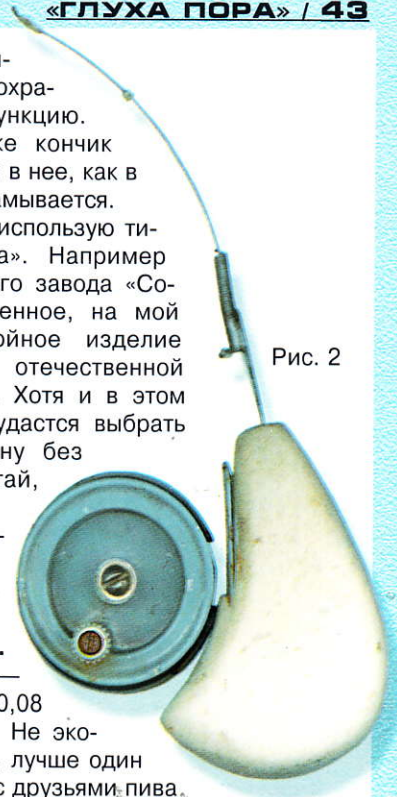 «ГЛУХА ПОРА» / 43
охра-
ункцию.
же кончик
в нее, как в
амывается.
использую ти-
а». Например
го завода «Со-
енное, на мой
ойное изделие
отечественной
Хотя и в этом
удастся выбрать
ну без
тай,
Рис. 2
0,08
Не эко-
лучше один
с друзьями пива